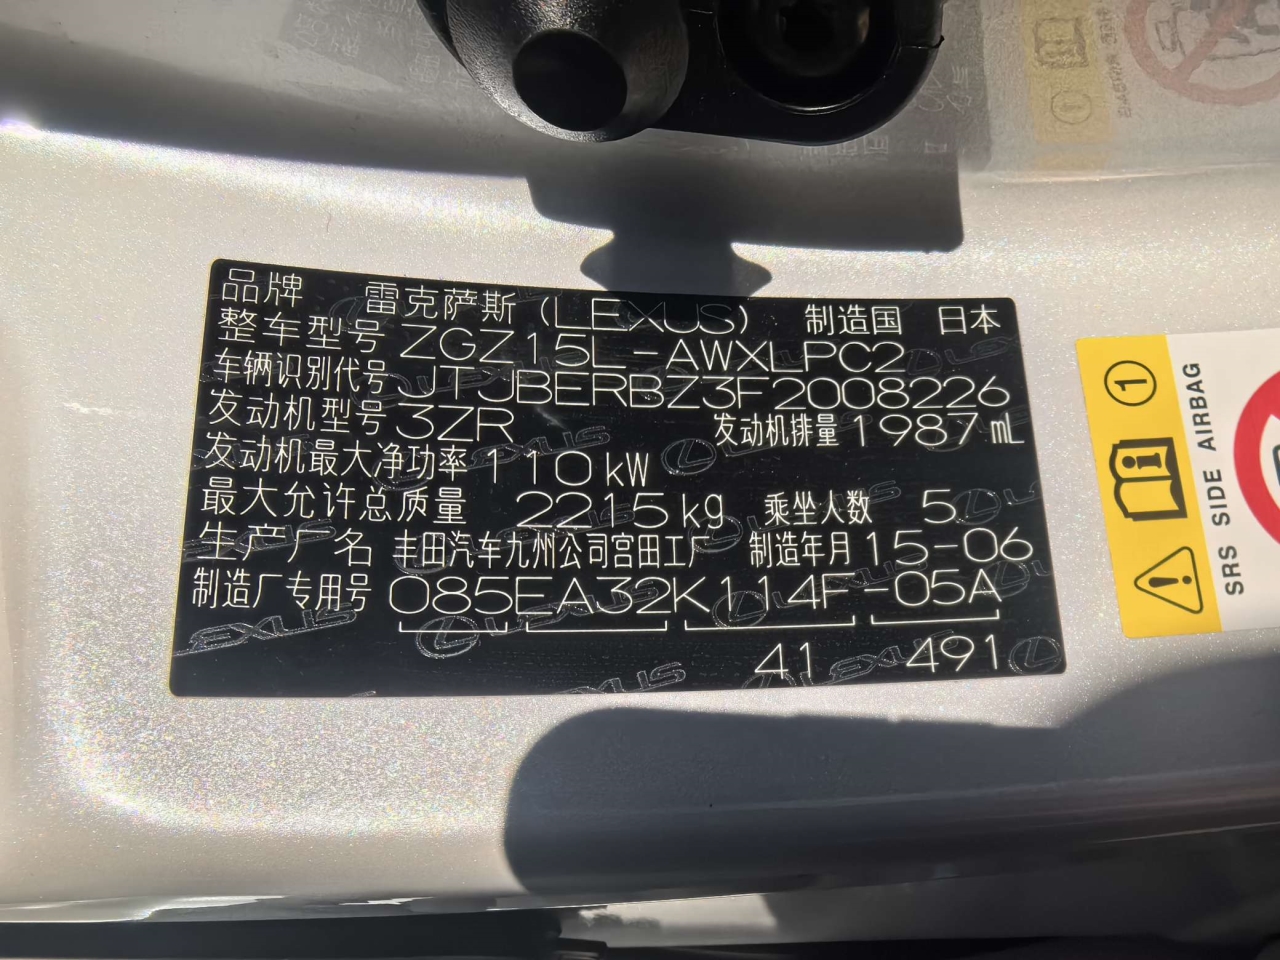 品牌 雷克萨斯 (LEXUS) 制造国 日本
整车型号 ZGZ15L-AWXLPC2
车辆识别代号 JTJBERBZ3F2008226
发动机型号 3ZR 发动机排量 1987 mL
发动机最大净功率 110 kW
最大允许总质量 2215 kg 乘坐人数 5
生产厂名 丰田汽车九州公司宫田工厂 制造年月 15-06
制造厂专用号 085EA32K114F-05A
41 491
1
SRS SIDE AIRBAG